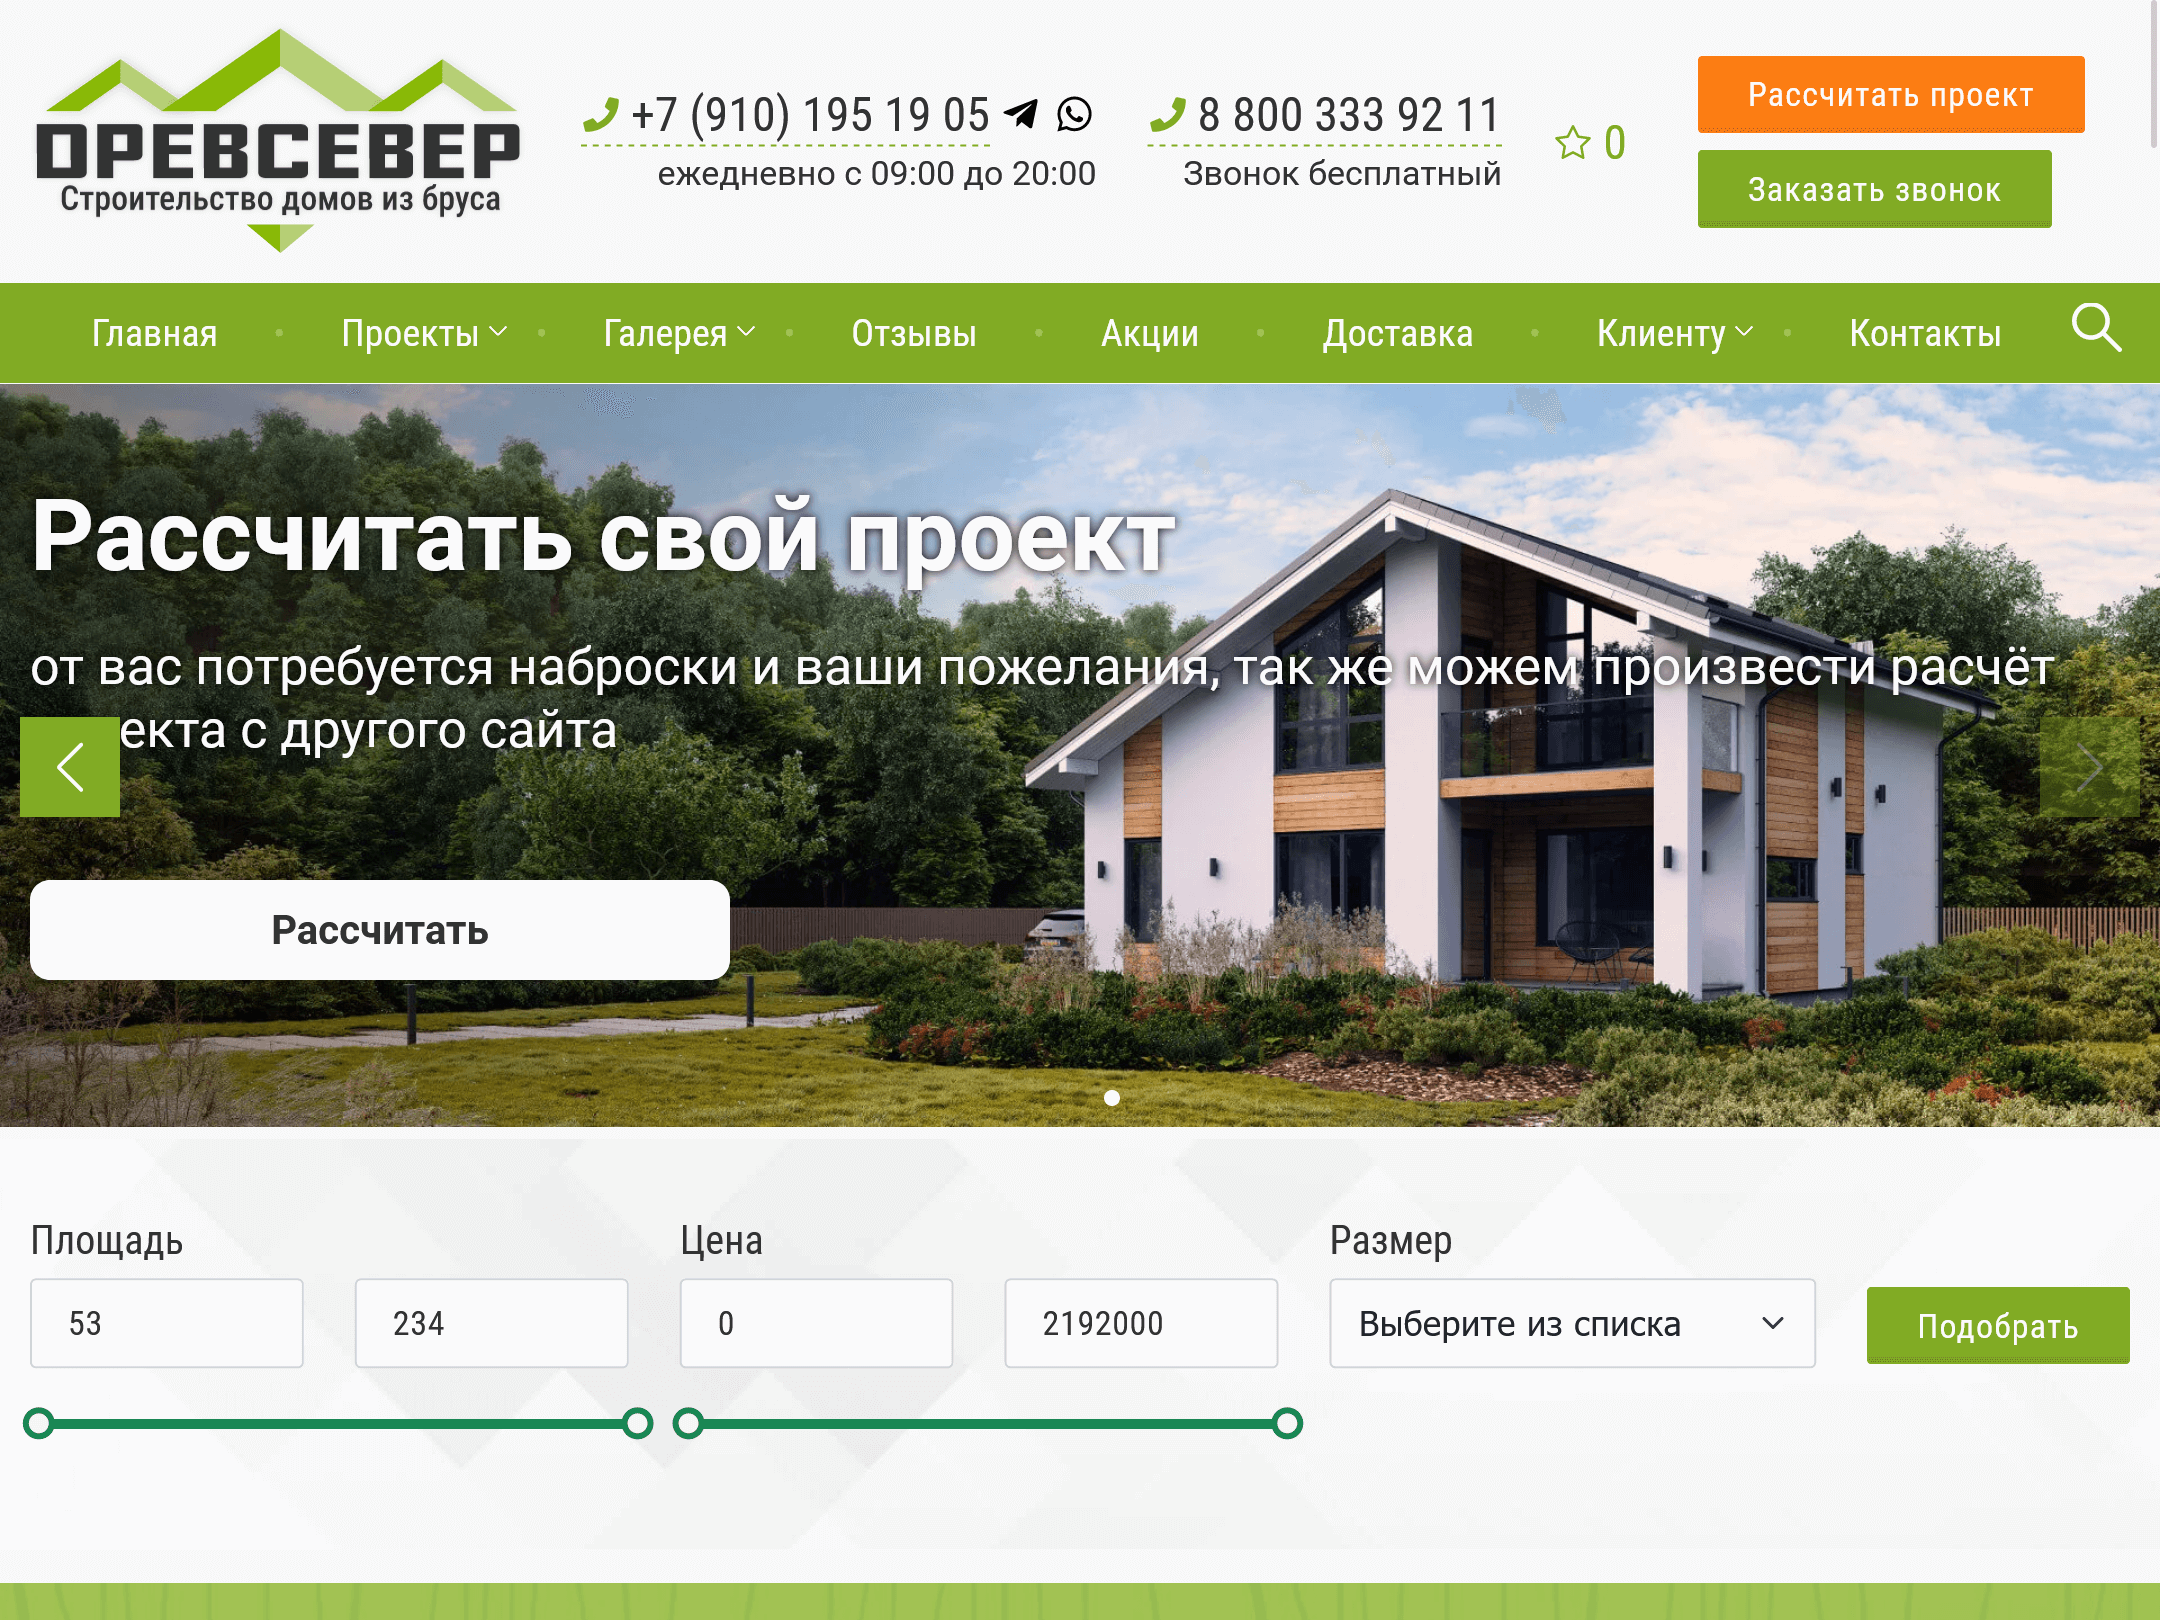 ДРЕВСЕВЕР
Строительство домов из бруса
+7 (910) 195 19 05
ежедневно с 09:00 до 20:00
8 800 333 92 11
Звонок бесплатный
0
Рассчитать проект
Заказать звонок
Главная
Проекты
Галерея
Отзывы
Акции
Доставка
Клиенту
Контакты
Рассчитать свой проект
от вас потребуется наброски и ваши пожелания, так же можем произвести расчёт
екта с другого сайта
Рассчитать
Площадь
Цена
Размер
53
234
0
2192000
Выберите из списка
Подобрать